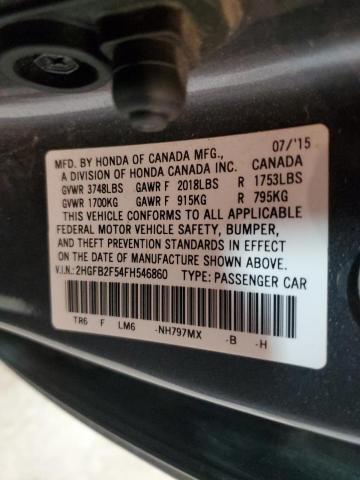 07/'15
MFD. BY HONDA OF CANADA MFG., CANADA
A DIVISION OF HONDA CANADA INC.
GVWR 3748LBS GAWR F 2018LBS R 1753LBS
GVWR 1700KG GAWR F 915KG R 795KG
THIS VEHICLE CONFORMS TO ALL APPLICABLE
FEDERAL MOTOR VEHICLE SAFETY, BUMPER,
AND THEFT PREVENTION STANDARDS IN EFFECT
ON THE DATE OF MANUFACTURE SHOWN ABOVE.
V.I.N: 2HGFB2F54FH546860 TYPE: PASSENGER CAR
TR6 F LM6 -NH797MX -B -H